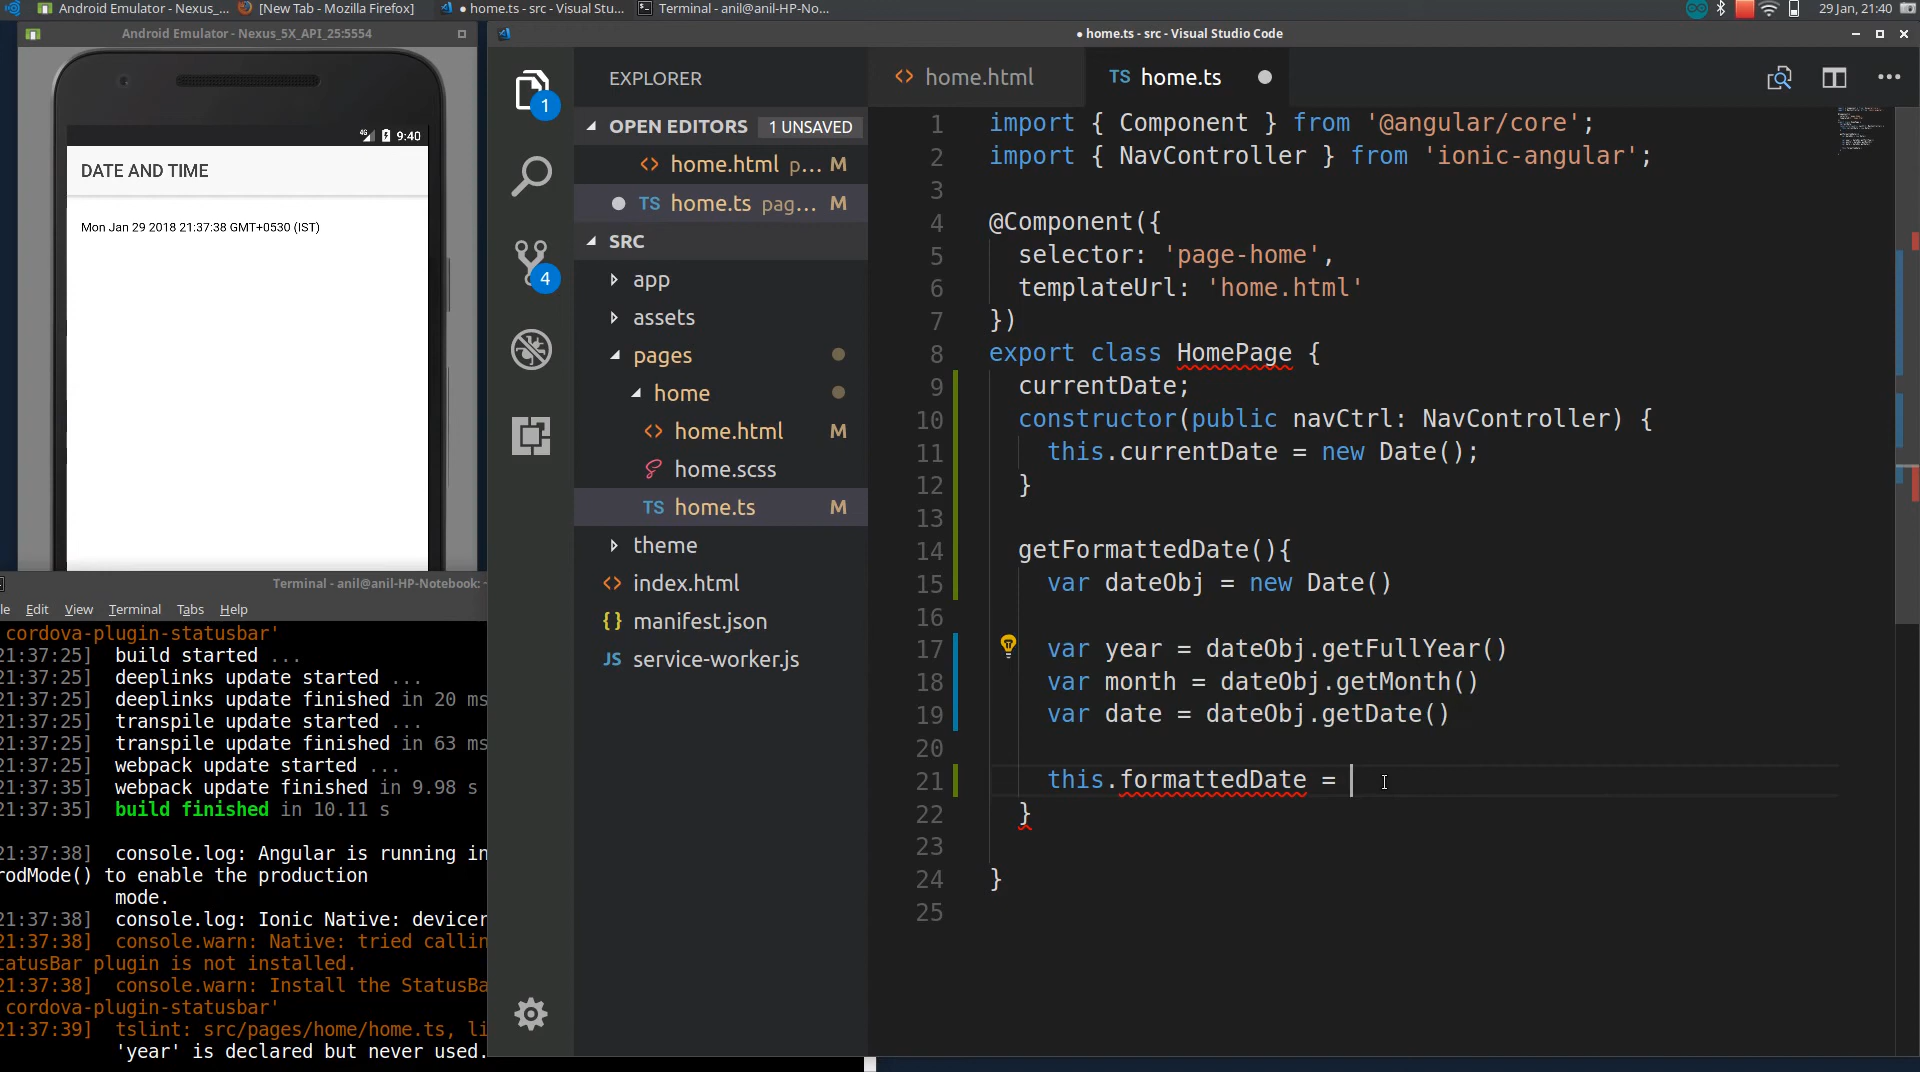 Android Emulator - Nexus_...
[New Tab - Mozilla Firefox]
● home.ts - src - Visual Stu...
Terminal - anil@anil-HP-No...
29 Jan, 21:40
Android Emulator - Nexus_5X_API_25:5554
4G
9:40
DATE AND TIME
Mon Jan 29 2018 21:37:38 GMT+0530 (IST)
Terminal - anil@anil-HP-Notebook: ~
le Edit View Terminal Tabs Help
cordova-plugin-statusbar'
21:37:25] build started ...
21:37:25] deeplinks update started ...
21:37:25] deeplinks update finished in 20 ms
21:37:25] transpile update started ...
21:37:25] transpile update finished in 63 ms
21:37:25] webpack update started ...
21:37:35] webpack update finished in 9.98 s
21:37:35] build finished in 10.11 s
21:37:38] console.log: Angular is running in
rodMode() to enable the production
mode.
21:37:38] console.log: Ionic Native: devicer
21:37:38] console.warn: Native: tried callin
tatusBar plugin is not installed.
21:37:38] console.warn: Install the StatusBa
cordova-plugin-statusbar'
21:37:39] tslint: src/pages/home/home.ts, li
'year' is declared but never used.
● home.ts - src - Visual Studio Code
1
4
EXPLORER
OPEN EDITORS 1 UNSAVED
<> home.html p... M
● TS home.ts pag... M
SRC
app
assets
pages
home
<> home.html M
home.scss
TS home.ts M
theme
<> index.html
{} manifest.json
JS service-worker.js
<> home.html
TS home.ts ●
1 import { Component } from '@angular/core';
2 import { NavController } from 'ionic-angular';
3
4 @Component({
5 selector: 'page-home',
6 templateUrl: 'home.html'
7 })
8 export class HomePage {
9 currentDate;
10 constructor(public navCtrl: NavController) {
11 this.currentDate = new Date();
12 }
13
14 getFormattedDate(){
15 var dateObj = new Date()
16
17 var year = dateObj.getFullYear()
18 var month = dateObj.getMonth()
19 var date = dateObj.getDate()
20
21 this.formattedDate =
22 }
23
24 }
25